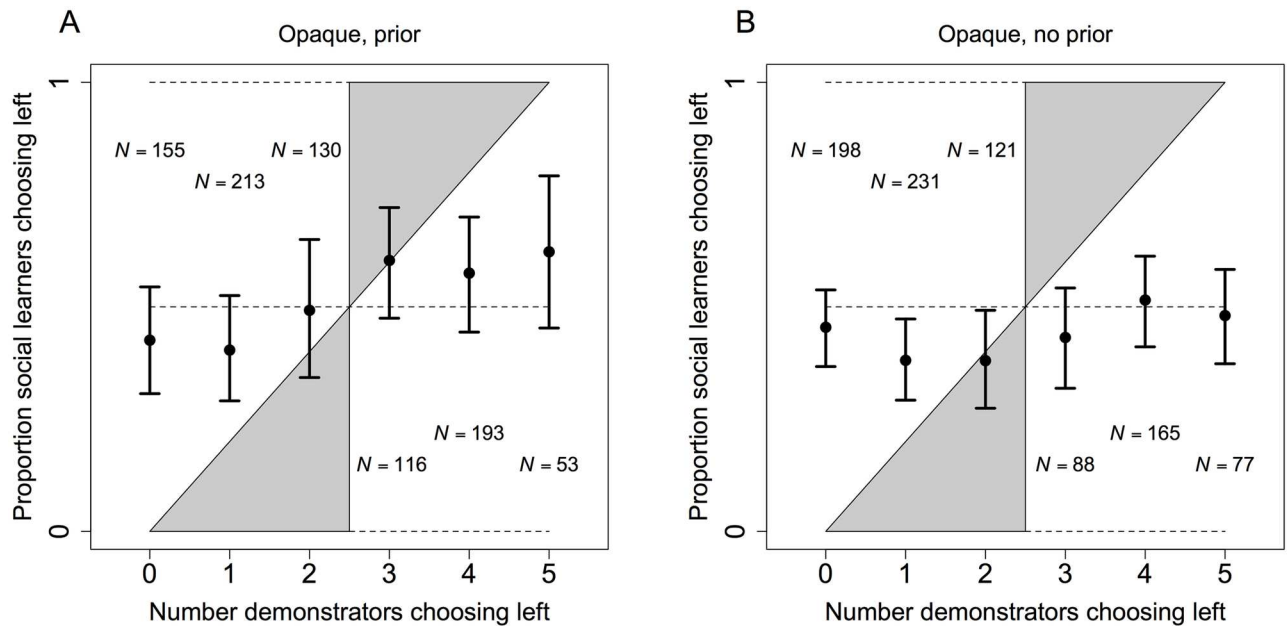 A
Opaque, prior
Proportion social learners choosing left
1
0
N = 155
N = 130
N = 213
N = 193
N = 116
N = 53
0 1 2 3 4 5
Number demonstrators choosing left
B
Opaque, no prior
Proportion social learners choosing left
1
0
N = 198
N = 121
N = 231
N = 165
N = 88
N = 77
0 1 2 3 4 5
Number demonstrators choosing left